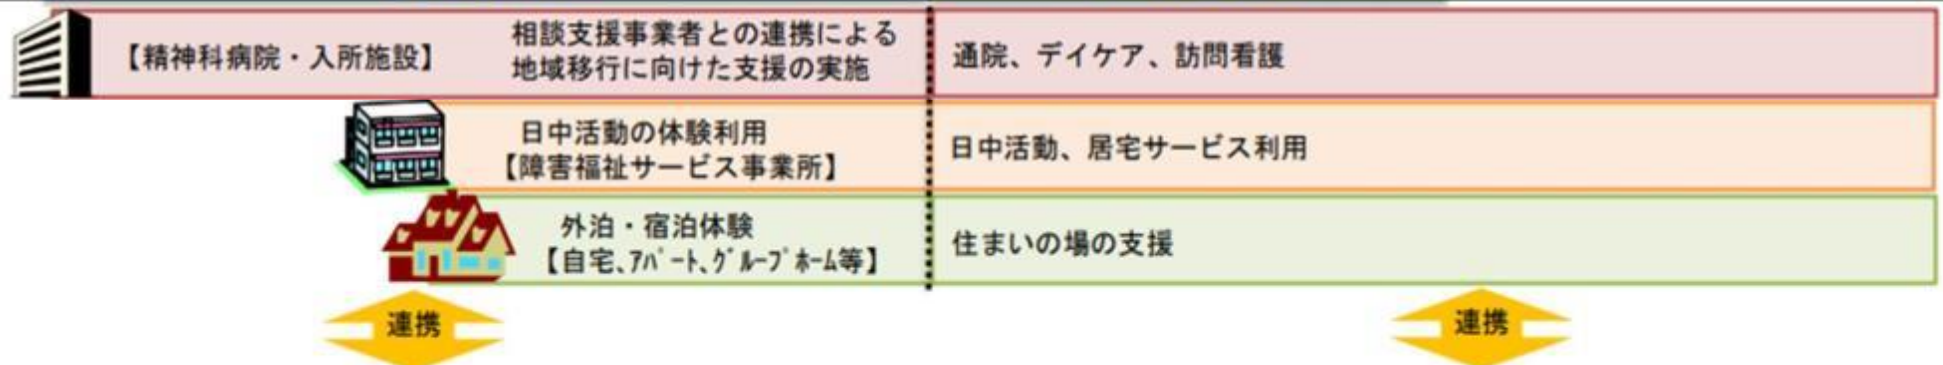 【精神科病院・入所施設】
相談支援事業者との連携による
地域移行に向けた支援の実施
通院、デイケア、訪問看護
日中活動の体験利用
【障害福祉サービス事業所】
日中活動、居宅サービス利用
外泊・宿泊体験
【自宅、ｱﾊﾟｰﾄ、ｸﾞﾙｰﾌﾟﾎｰﾑ等】
住まいの場の支援
連携
連携